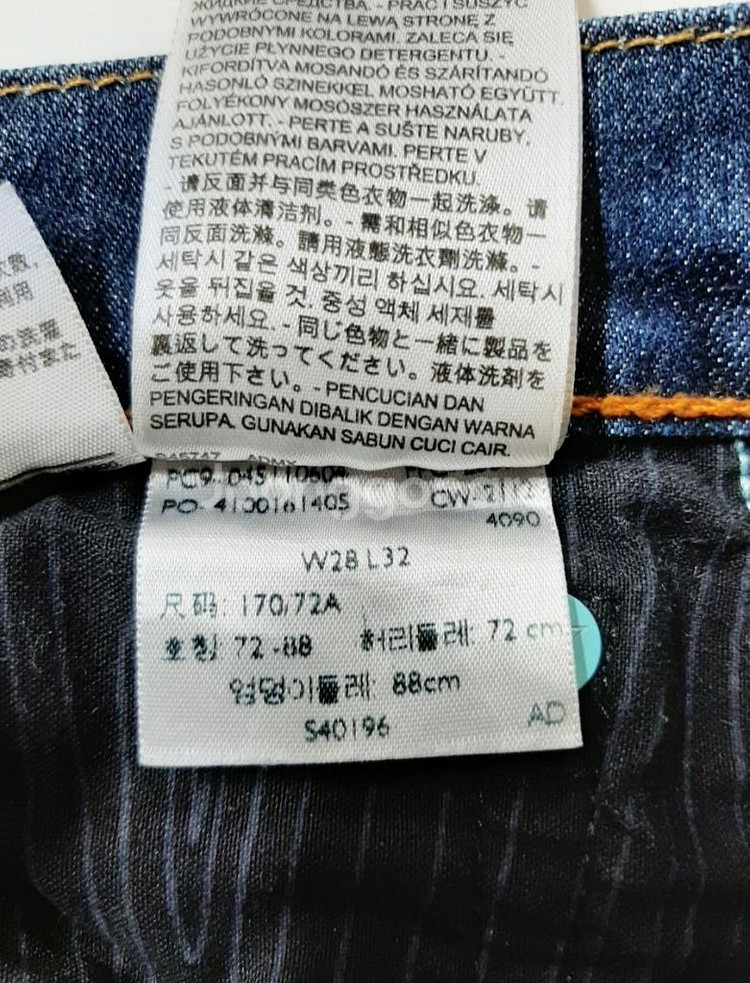 ЖИДКИЕ СРЕДСТВА. - PRAĆ I SUSZYĆ
WYWRÓCONE NA LEWĄ STRONĘ Z
PODOBNYMI KOLORAMI. ZALECA SIĘ
UŻYCIE PŁYNNEGO DETERGENTU. -
KIFORDÍTVA MOSANDÓ ÉS SZÁRÍTANDÓ
HASONLÓ SZINEKKEL MOSHATÓ EGYÜTT.
FOLYÉKONY MOSÓSZER HASZNÁLATA
AJÁNLOTT. - PERTE A SUŠTE NARUBY,
S PODOBNÝMI BARVAMI. PERTE V
TEKUTÉM PRACÍM PROSTŘEDKU.
- 请反面并与同类色衣物一起洗涤。请
使用液体清洁剂。- 需和相似色衣物一
同反面洗滌。請用液態洗衣劑洗滌。-
세탁시 같은 색상끼리 하십시요. 세탁시
옷을 뒤집을 것. 중성 액체 세제를
사용하세요. - 同じ色物と一緒に製品を
裏返して洗ってください。液体洗剤を
ご使用下さい。- PENCUCIAN DAN
PENGERINGAN DIBALIK DENGAN WARNA
SERUPA. GUNAKAN SABUN CUCI CAIR.
PC9- 045110604
PO- 4100161405
4090
W28 L32
尺码: 170/72A
호칭 72-88 허리둘레: 72 cm
엉덩이둘레: 88cm
S40196
AD